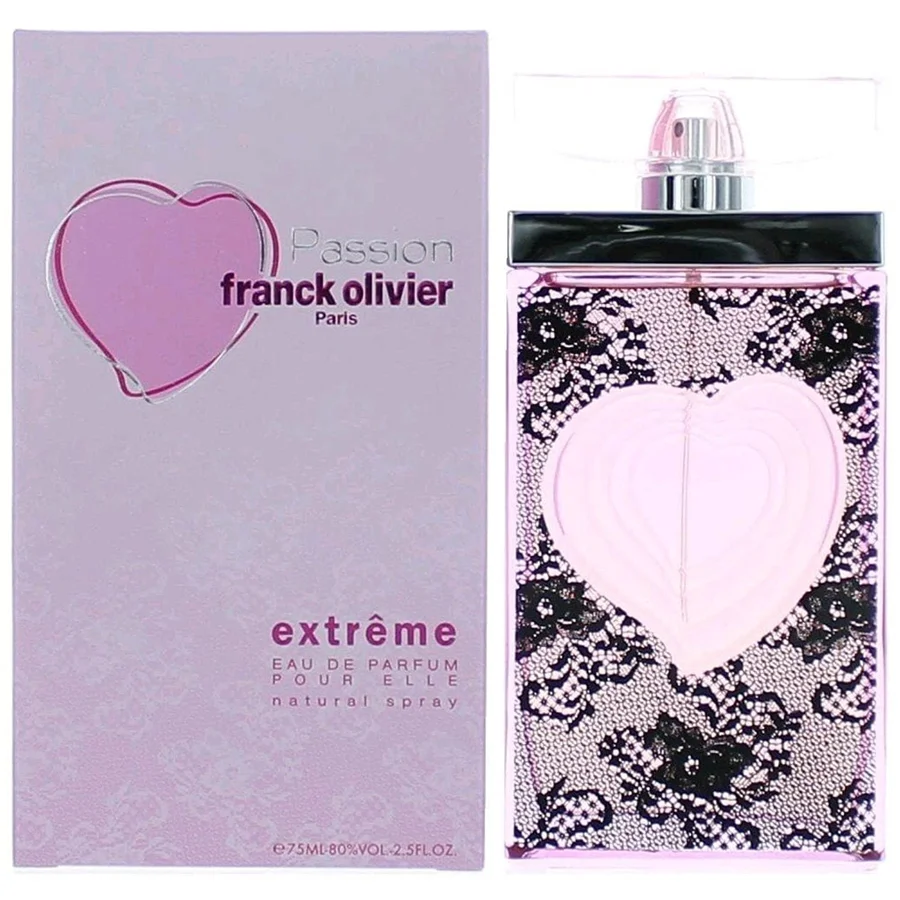 Passion
franck olivier
Paris
extrême
EAU DE PARFUM
POUR ELLE
natural spray
℮75ML·80%VOL·2.5FL.OZ.